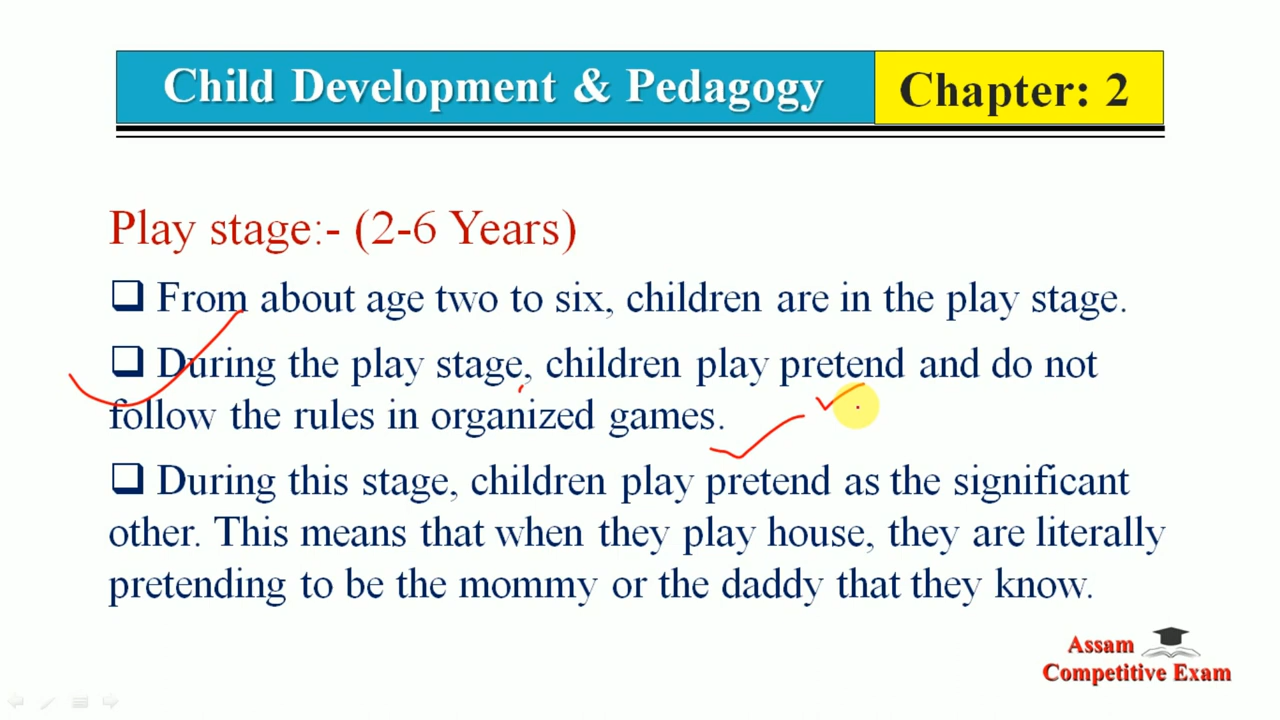 Child Development & Pedagogy
Chapter: 2
Play stage:- (2-6 Years)
❑ From about age two to six, children are in the play stage.
❑ During the play stage, children play pretend and do not
follow the rules in organized games.
❑ During this stage, children play pretend as the significant
other. This means that when they play house, they are literally
pretending to be the mommy or the daddy that they know.
Assam
Competitive Exam